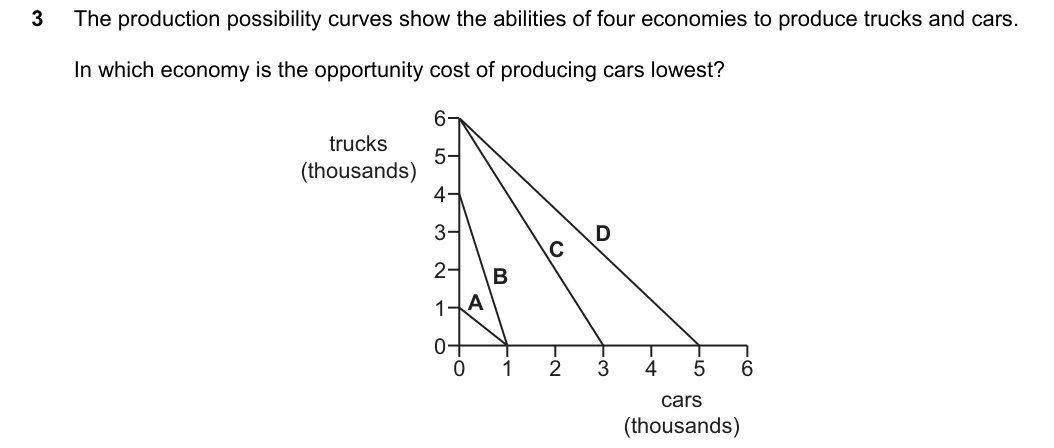 3 The production possibility curves show the abilities of four economies to produce trucks and cars.
In which economy is the opportunity cost of producing cars lowest?
trucks
(thousands)
6
5
4
3
2
1
0
A
B
C
D
0 1 2 3 4 5 6
cars
(thousands)